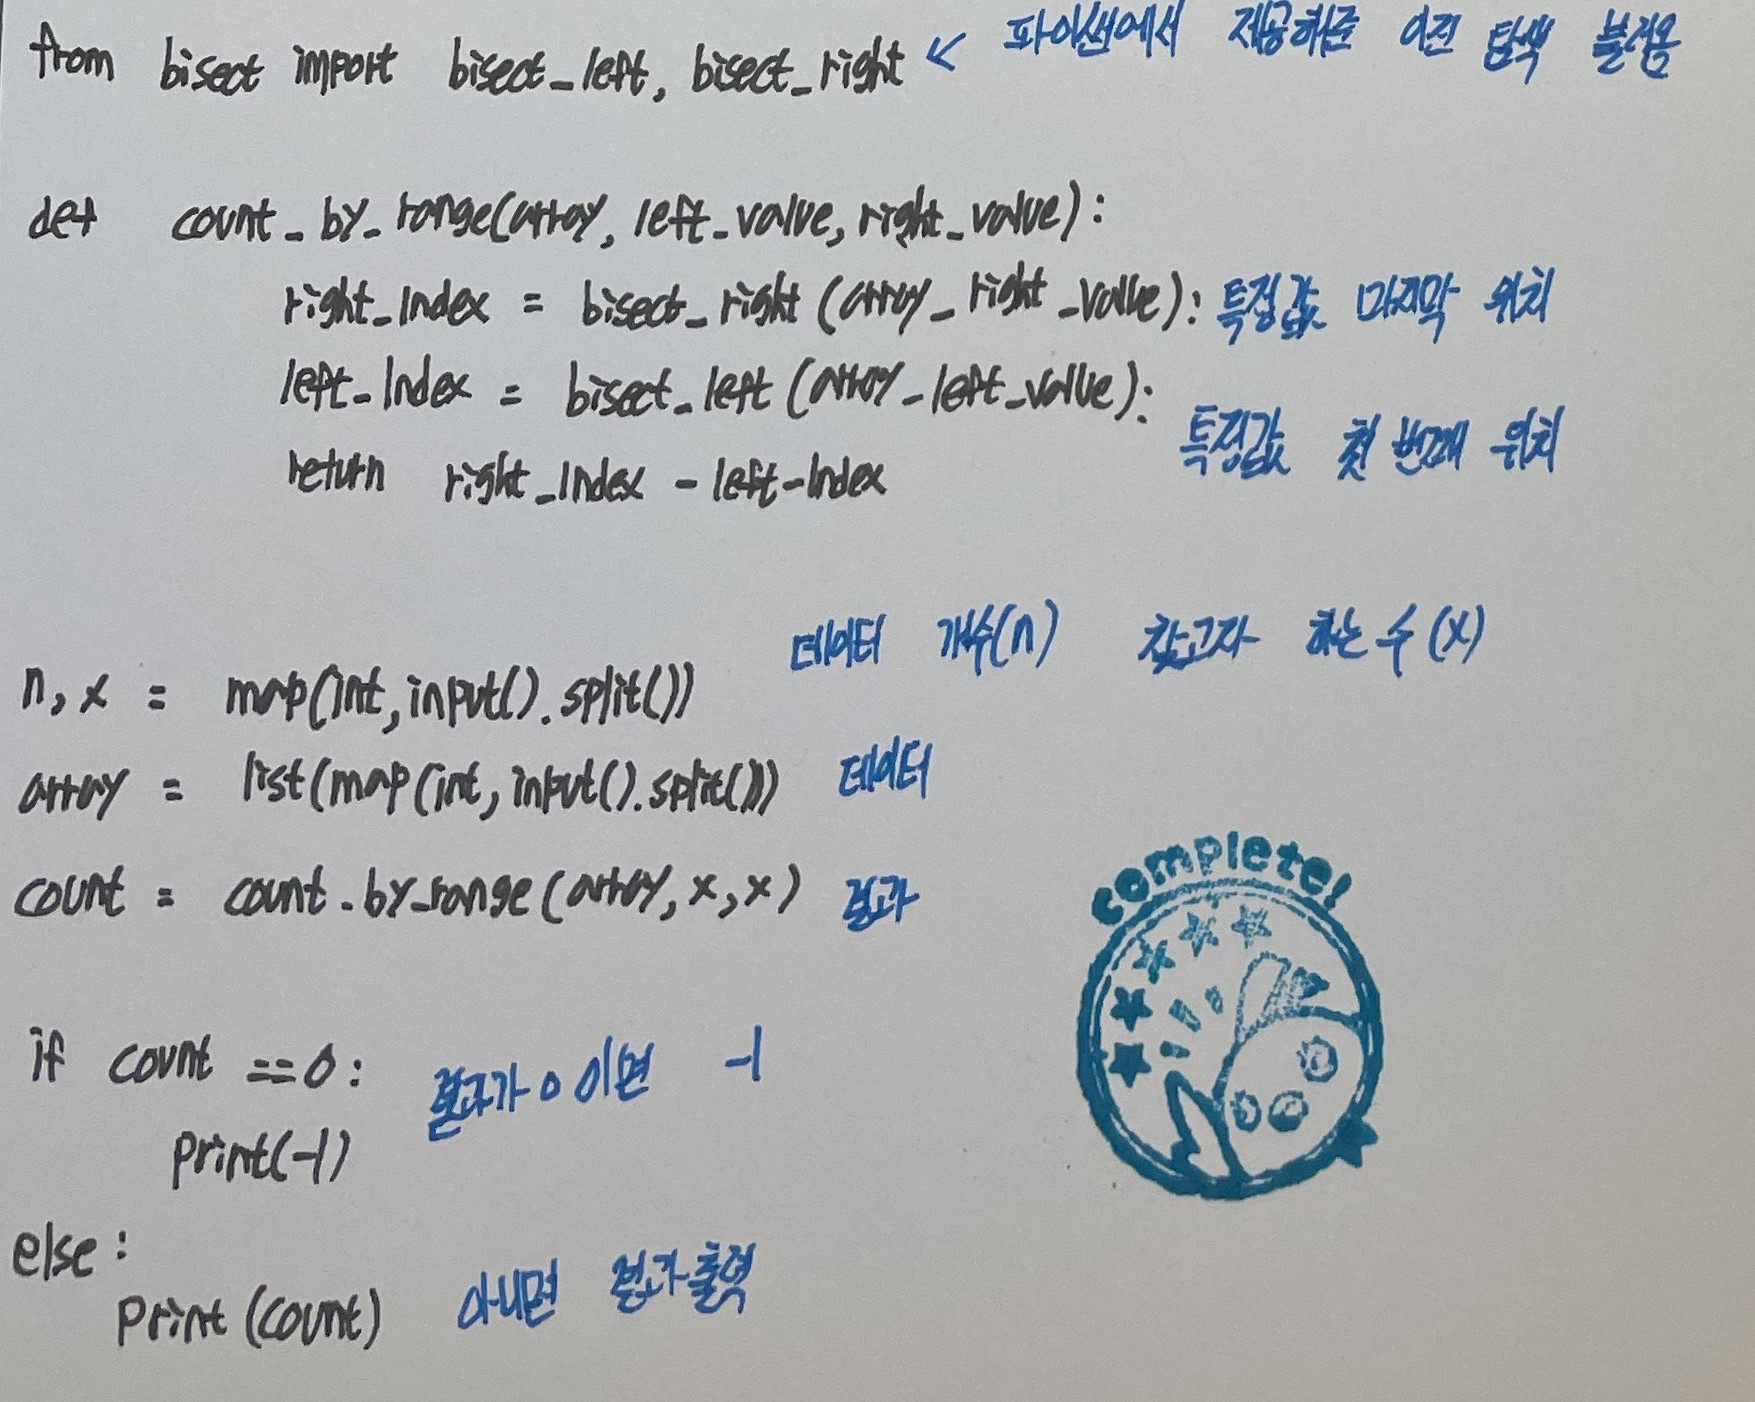 from bisect import bisect_left, bisect_right ← 파이썬에서 제공하는 이진 탐색 불러옴
def count_by_range(array, left_value, right_value):
right_index = bisect_right (array_right_value): 특정값 마지막 위치
left_index = bisect_left (array_left_value):
특정값 첫 번째 위치
return right_index - left-index
데이터 개수(n) 찾고자 하는 수 (x)
n, x = map(int, input().split())
array = list(map(int, input().split())) 데이터
count = count.by_range(array, x, x) 결과
complete!
if count == 0: 결과가 0 이면 -1
print(-1)
else:
print (count) 아니면 결과 출력